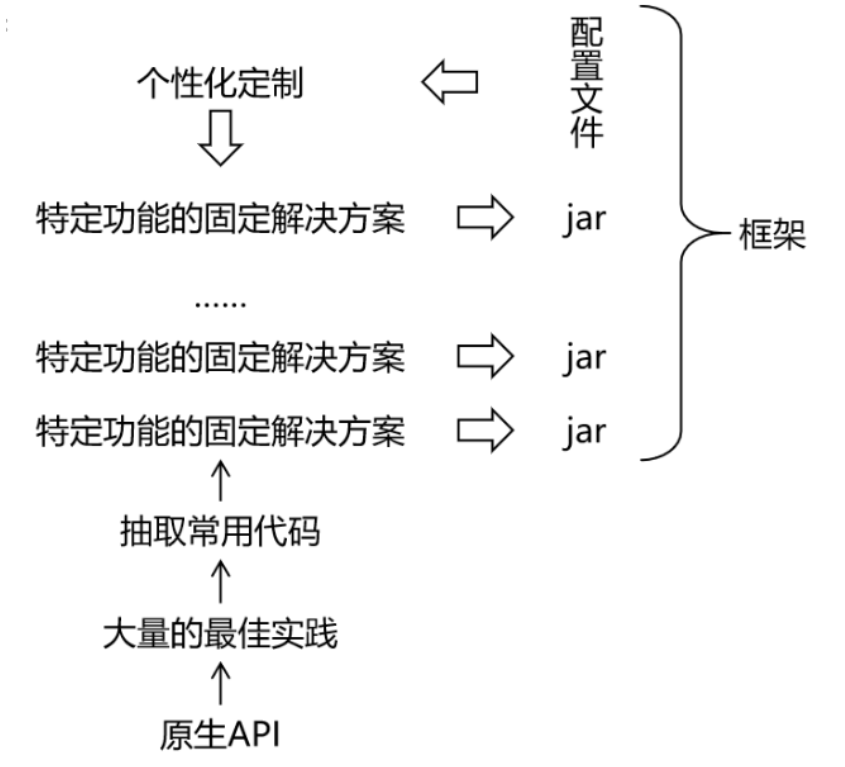 配置文件
个性化定制
特定功能的固定解决方案 jar
框架
......
特定功能的固定解决方案 jar
特定功能的固定解决方案 jar
抽取常用代码
大量的最佳实践
原生API